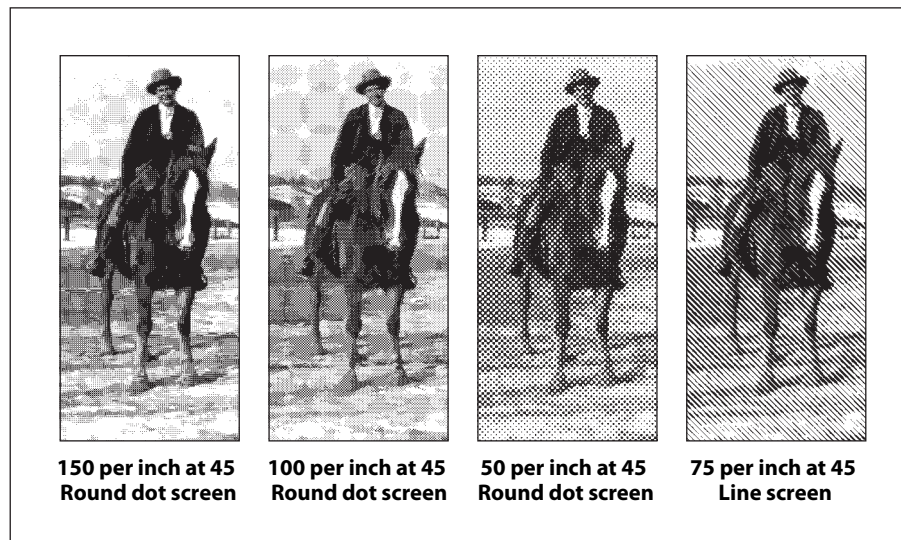 150 per inch at 45
Round dot screen
100 per inch at 45
Round dot screen
50 per inch at 45
Round dot screen
75 per inch at 45
Line screen